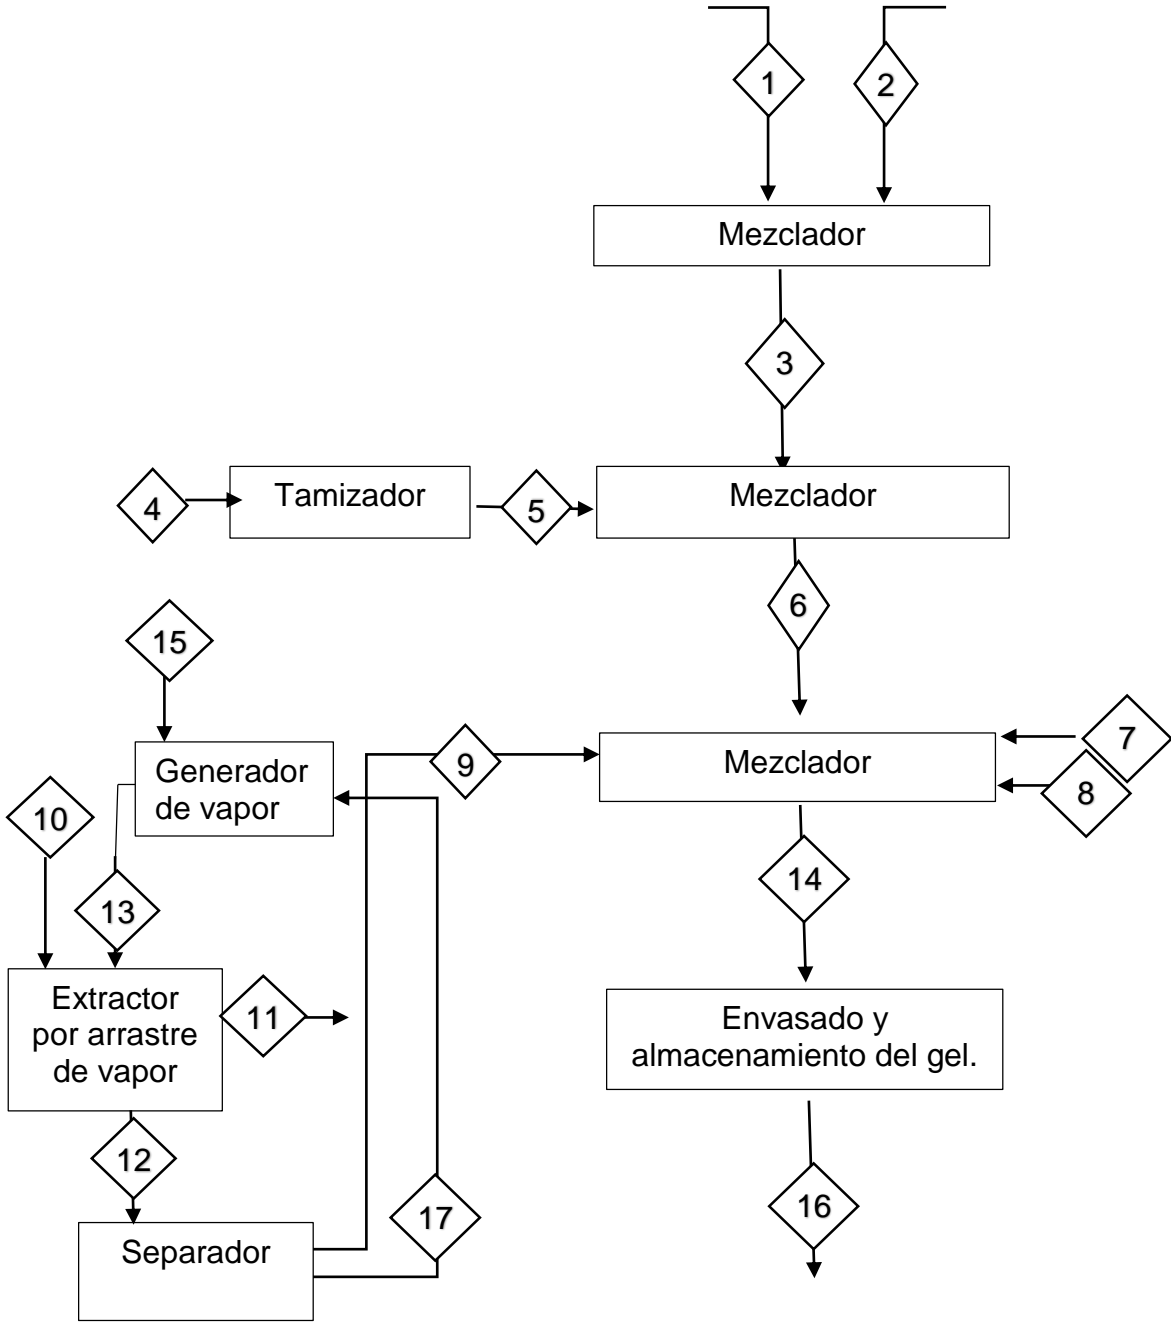 1
2
Mezclador
3
4
Tamizador
5
Mezclador
6
15
Generador
de vapor
9
Mezclador
7
8
10
13
14
Extractor
por arrastre
de vapor
11
Envasado y
almacenamiento del gel.
12
17
16
Separador